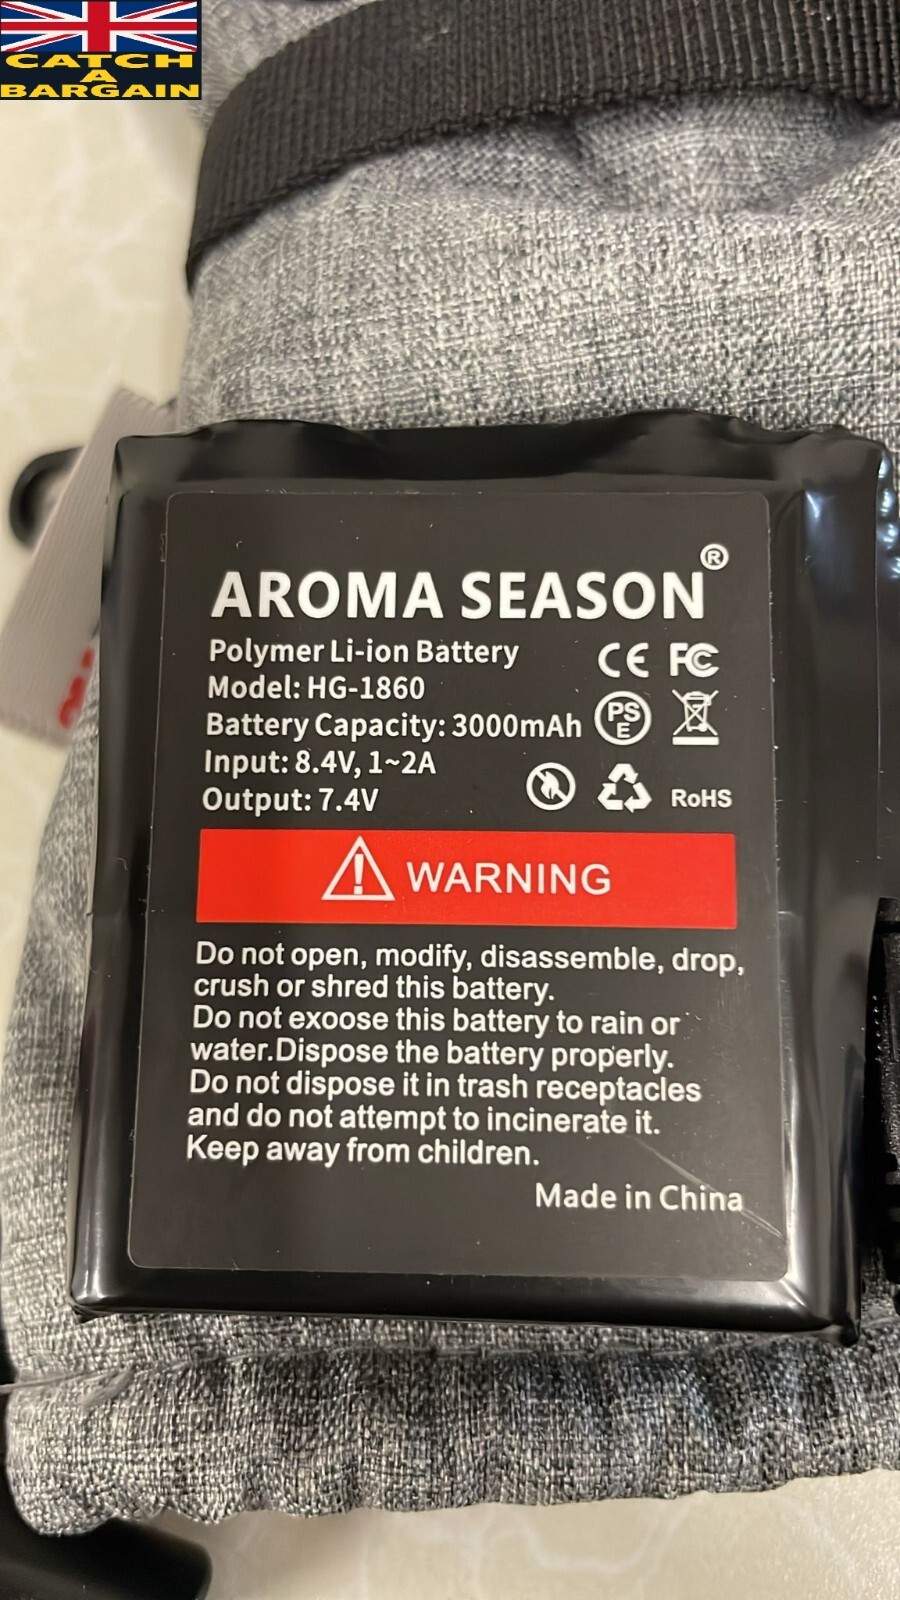 CATCH
A
BARGAIN
AROMA SEASON®
Polymer Li-ion Battery
Model: HG-1860
Battery Capacity: 3000mAh
Input: 8.4V, 1~2A
Output: 7.4V
CE FC
PS
E
RoHS
WARNING
Do not open, modify, disassemble, drop,
crush or shred this battery.
Do not exoose this battery to rain or
water.Dispose the battery properly.
Do not dispose it in trash receptacles
and do not attempt to incinerate it.
Keep away from children.
Made in China